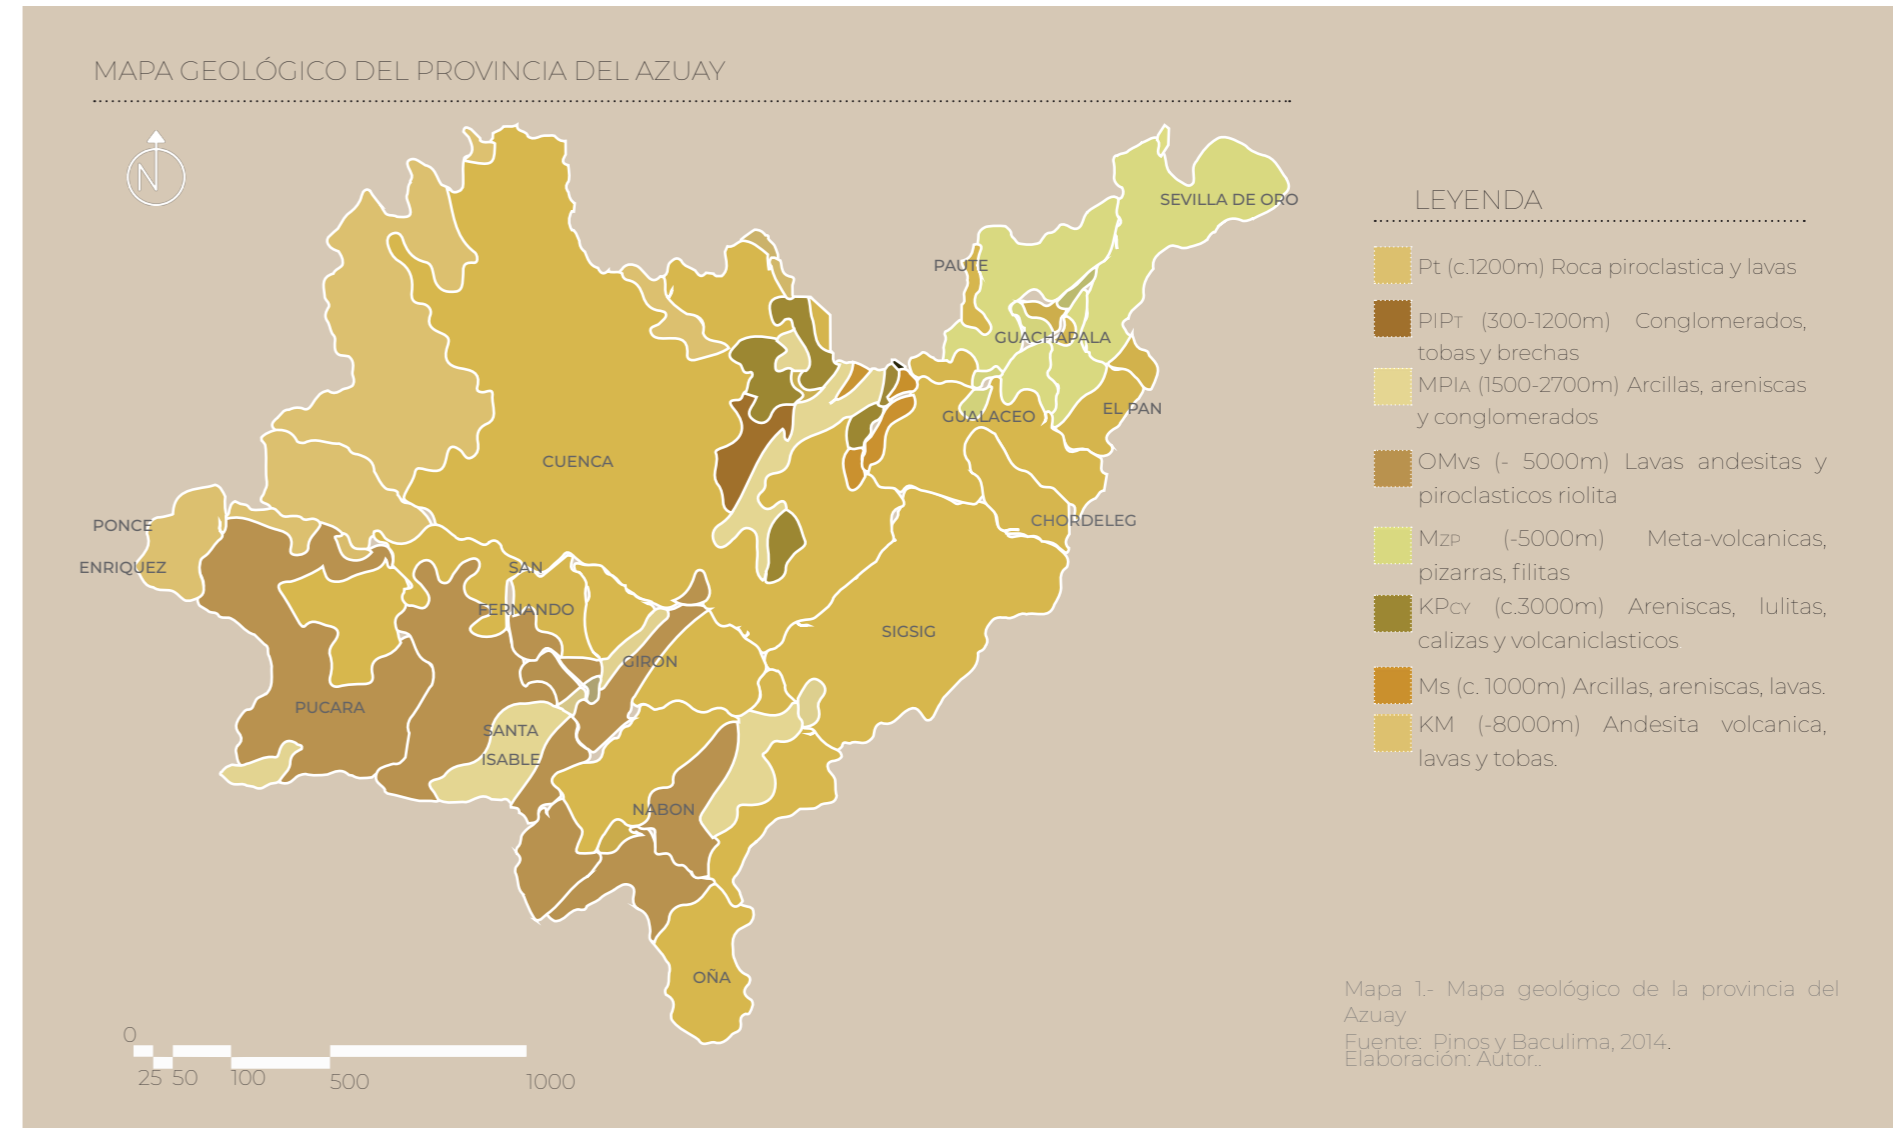 MAPA GEOLÓGICO DEL PROVINCIA DEL AZUAY
N
SEVILLA DE ORO
PAUTE
GUACHAPALA
EL PAN
GUALACEO
CUENCA
CHORDELEG
PONCE
ENRIQUEZ
SAN
FERNANDO
SIGSIG
GIRON
PUCARA
SANTA
ISABLE
NABON
OÑA
0
25 50 100 500 1000
LEYENDA
Pt (c.1200m) Roca piroclastica y lavas
PIPT (300-1200m) Conglomerados,
tobas y brechas
MPIA (1500-2700m) Arcillas, areniscas
y conglomerados
OMvs (- 5000m) Lavas andesitas y
piroclasticos riolita
MZP (-5000m) Meta-volcanicas,
pizarras, filitas
KPCY (c.3000m) Areniscas, lulitas,
calizas y volcaniclasticos
Ms (c. 1000m) Arcillas, areniscas, lavas.
KM (-8000m) Andesita volcanica,
lavas y tobas.
Mapa 1.- Mapa geológico de la provincia del
Azuay
Fuente: Pinos y Baculima, 2014.
Elaboración: Autor..